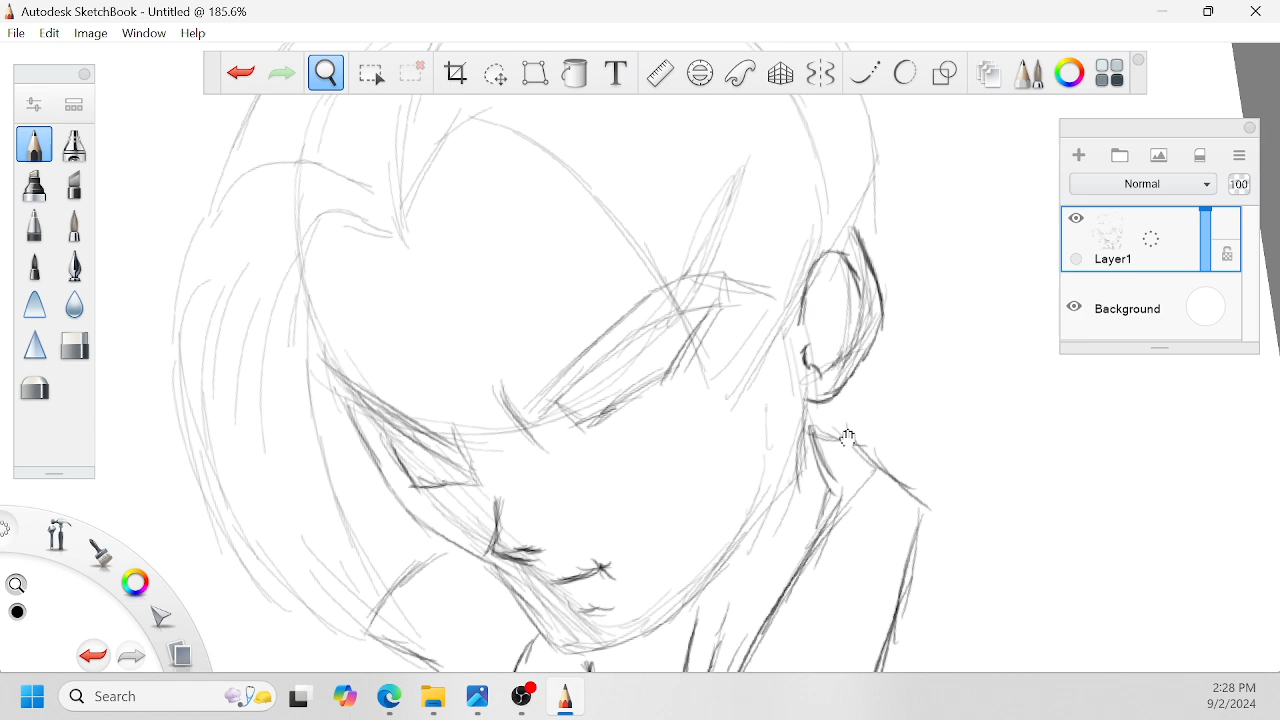 Autodesk SketchBook - Untitled @ 185.6%
File Edit Image Window Help
T
Normal
100
Layer1
Background
Search
2:28 PM
9/2/2024